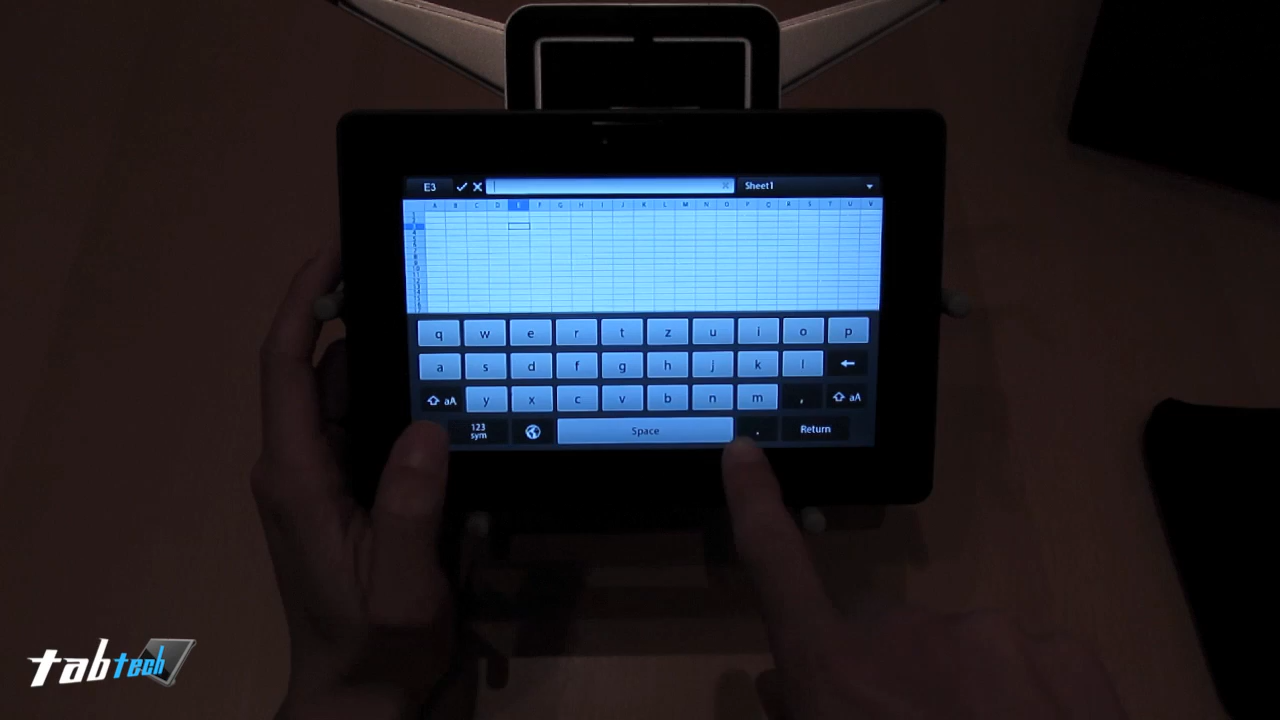 E3 Sheet1
A B C D E F G H I J K L M N O P Q R S T U V
q w e r t z u i o p
a s d f g h j k l
aA y x c v b n m , aA
123
sym
Space . Return
tabtech